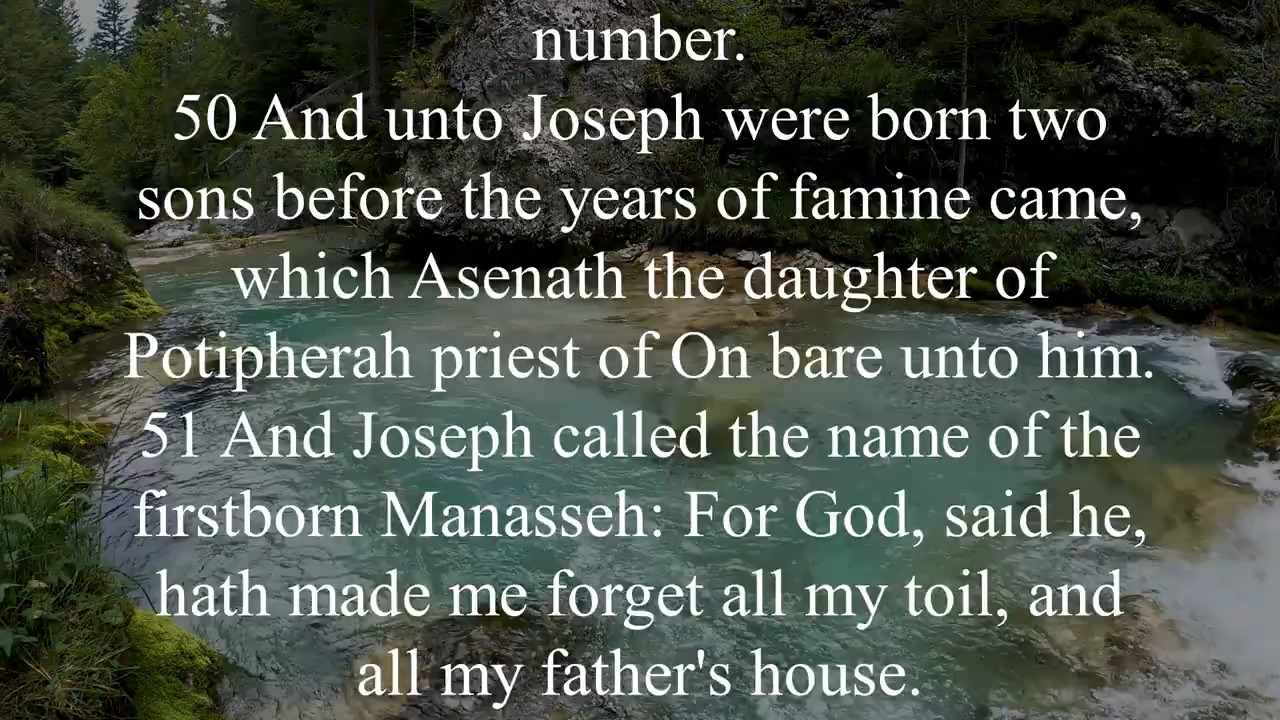 number.
50 And unto Joseph were born two
sons before the years of famine came,
which Asenath the daughter of
Potipherah priest of On bare unto him.
51 And Joseph called the name of the
firstborn Manasseh: For God, said he,
hath made me forget all my toil, and
all my father's house.